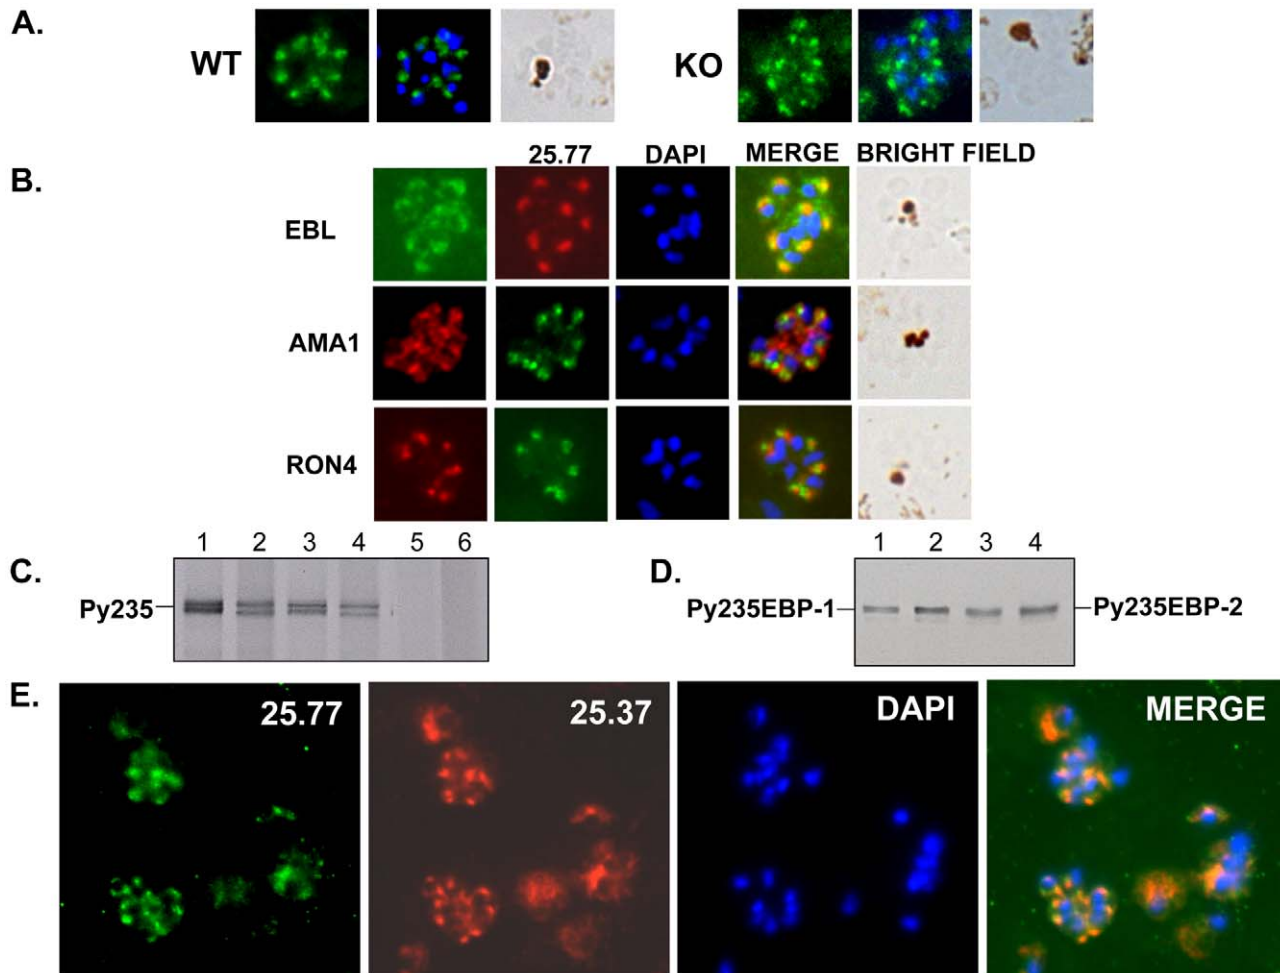 A.
WT
KO
25.77 DAPI MERGE BRIGHT FIELD
B.
EBL
AMA1
RON4
1 2 3 4 5 6
C.
Py235
1 2 3 4
D.
Py235EBP-1
Py235EBP-2
E.
25.77 25.37 DAPI MERGE